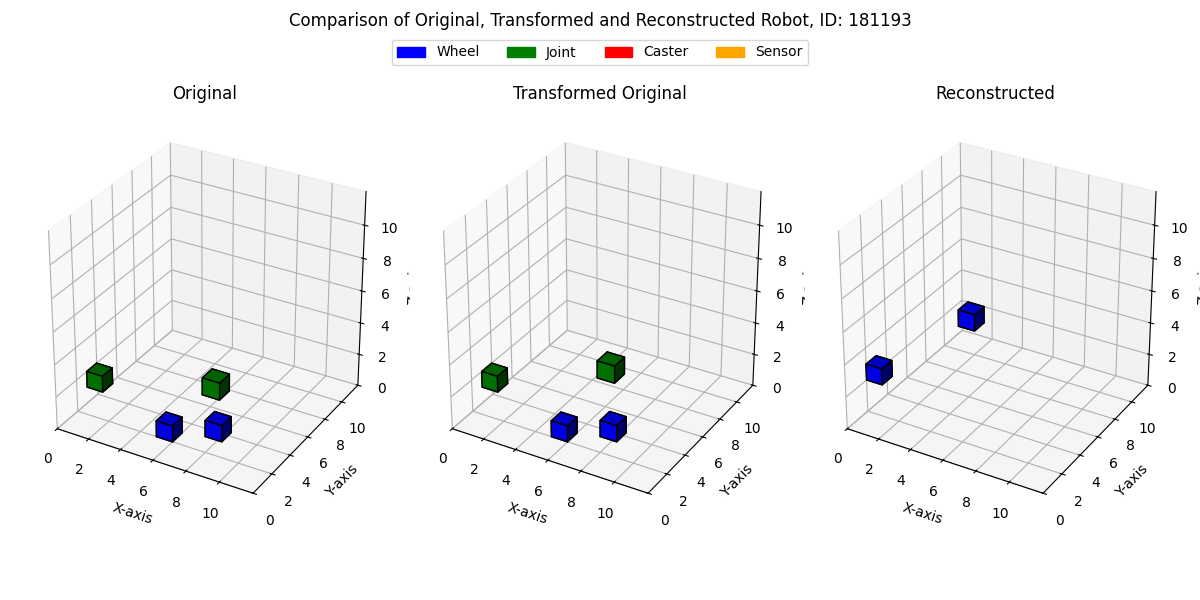 Comparison of Original, Transformed and Reconstructed Robot, ID: 181193
Wheel Joint Caster Sensor
Original
Transformed Original
Reconstructed
0 2 4 6 8 10
X-axis
0 2 4 6 8 10
Y-axis
0 2 4 6 8 10
0 2 4 6 8 10
X-axis
0 2 4 6 8 10
Y-axis
0 2 4 6 8 10
0 2 4 6 8 10
X-axis
0 2 4 6 8 10
Y-axis
0 2 4 6 8 10